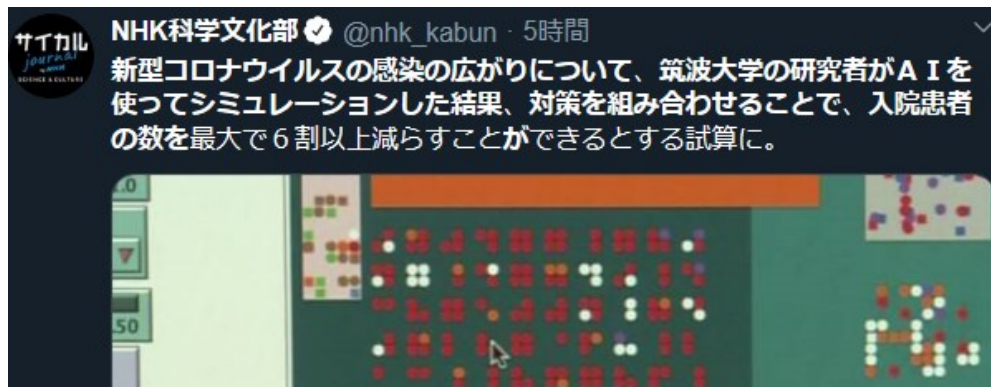 サイカル
journal
by NHK
SCIENCE & CULTURE
NHK科学文化部 @nhk_kabun · 5時間
新型コロナウイルスの感染の広がりについて、筑波大学の研究者がＡＩを
使ってシミュレーションした結果、対策を組み合わせることで、入院患者
の数を最大で６割以上減らすことができるとする試算に。
.0
.50